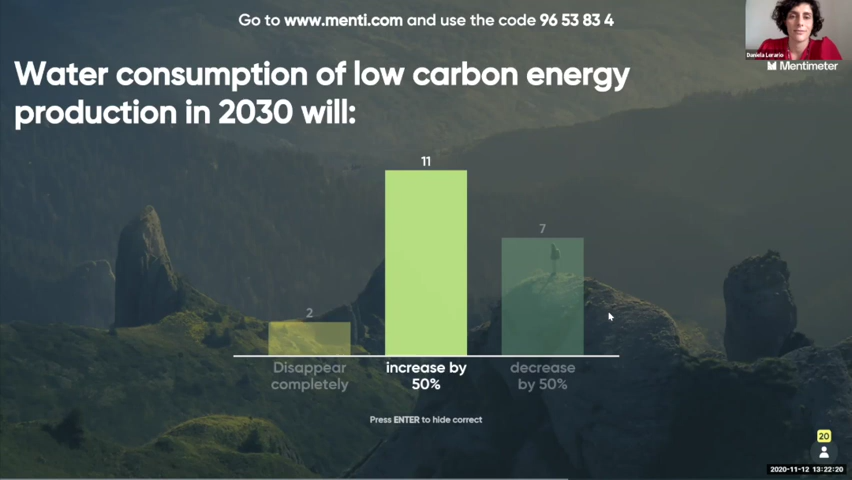 Go to www.menti.com and use the code 96 53 83 4
Daniela Lerario
Mentimeter
Water consumption of low carbon energy
production in 2030 will:
11
7
2
Disappear
completely
increase by
50%
decrease
by 50%
Press ENTER to hide correct
20
2020-11-12 13:22:20